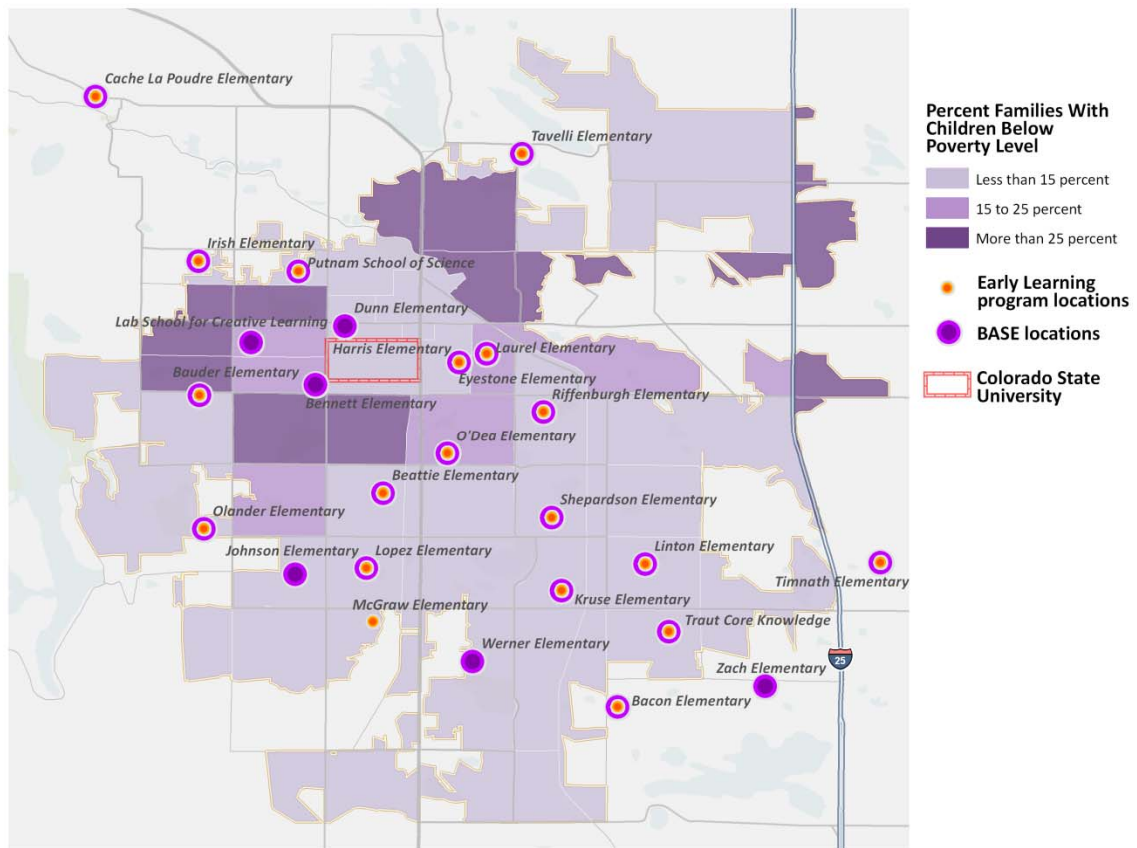 Cache La Poudre Elementary
Tavelli Elementary
Irish Elementary
Putnam School of Science
Dunn Elementary
Lab School for Creative Learning
Harris Elementary
Laurel Elementary
Bauder Elementary
Eyestone Elementary
Riffenburgh Elementary
Bennett Elementary
O'Dea Elementary
Beattie Elementary
Shepardson Elementary
Olander Elementary
Johnson Elementary
Lopez Elementary
Linton Elementary
Timnath Elementary
McGraw Elementary
Kruse Elementary
Traut Core Knowledge
Werner Elementary
25
Zach Elementary
Bacon Elementary
Percent Families With
Children Below
Poverty Level
Less than 15 percent
15 to 25 percent
More than 25 percent
Early Learning
program locations
BASE locations
Colorado State
University